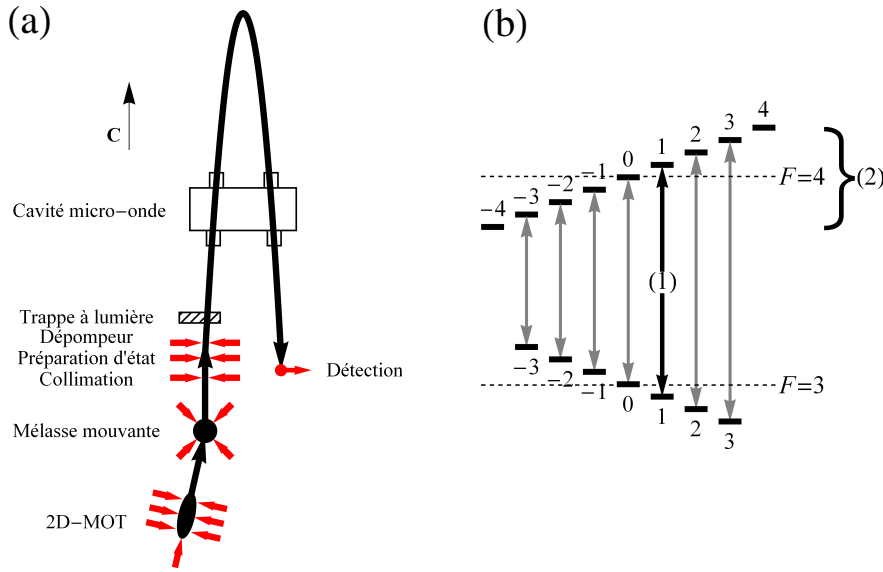 (a)
C
Cavité micro−onde
Trappe à lumière
Dépompeur
Préparation d'état
Collimation
Détection
Mélasse mouvante
2D−MOT
(b)
4
3
2
1
0
−1
−2
−3
−4
F=4
(2)
(1)
−3
−2
−1
0
1
2
3
F=3